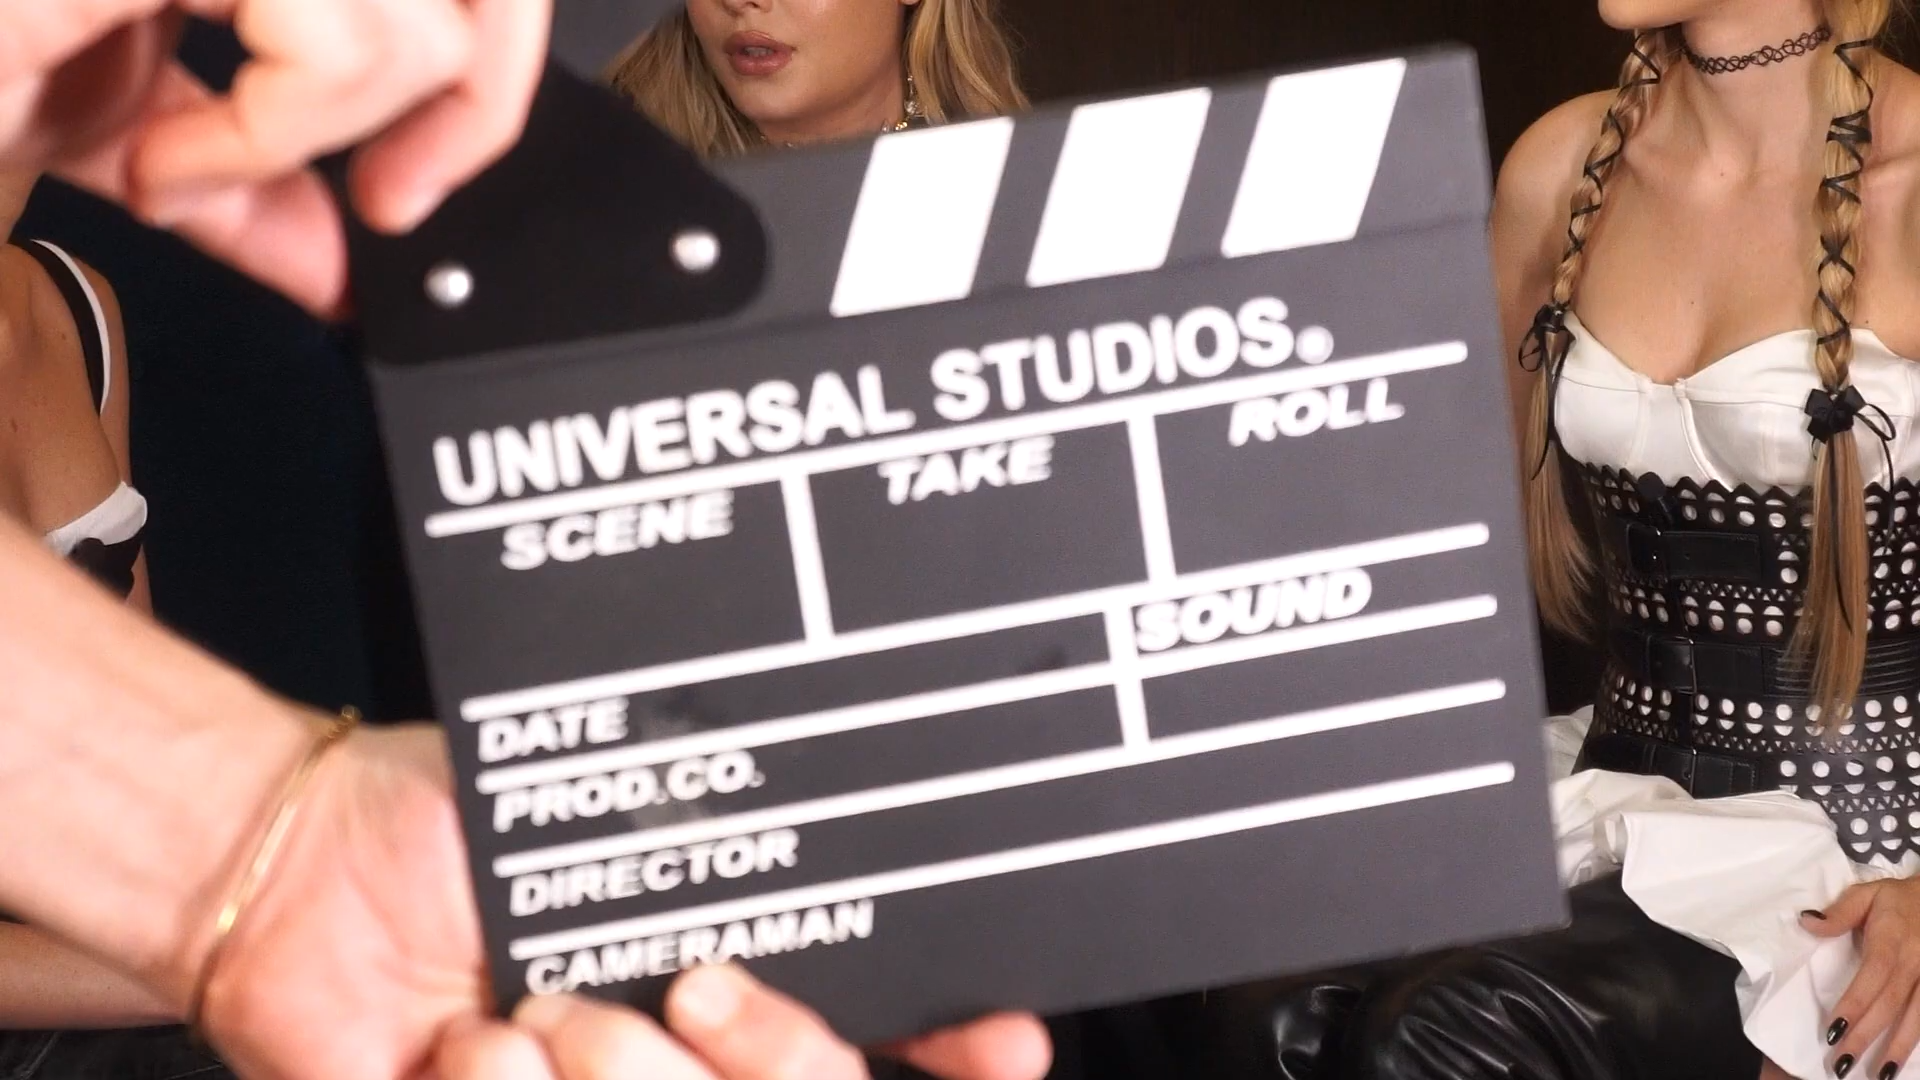 UNIVERSAL STUDIOS®
SCENE TAKE ROLL
DATE SOUND
PROD.CO.
DIRECTOR
CAMERAMAN